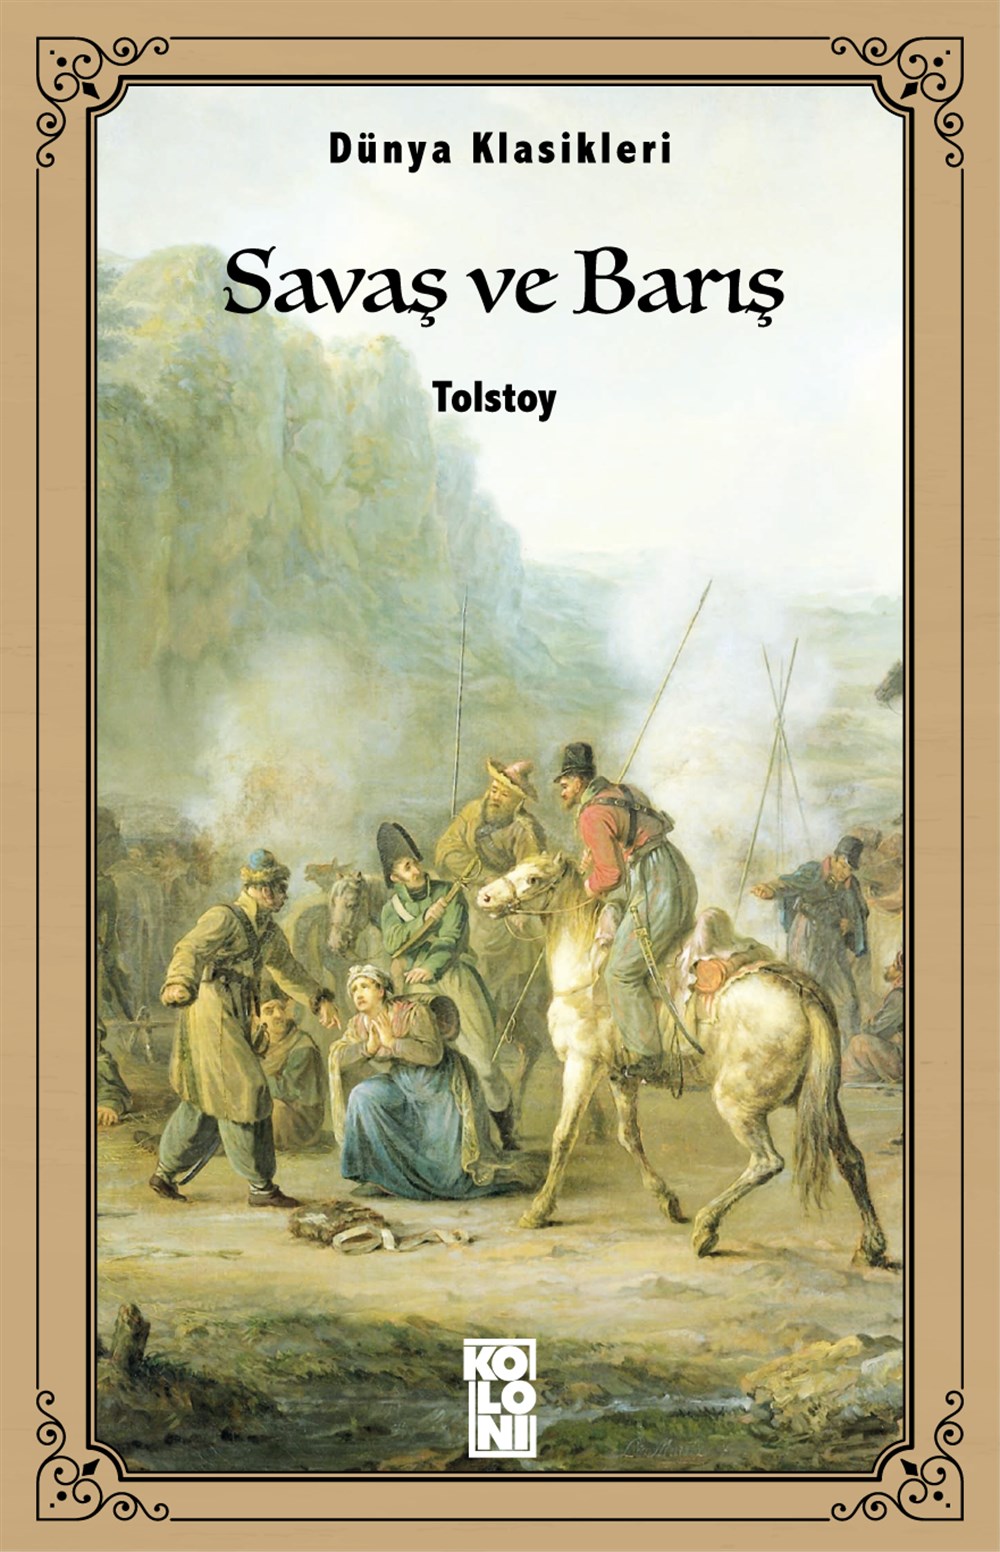 Dünya Klasikleri
Savaş ve Barış
Tolstoy
KO
LO
NI